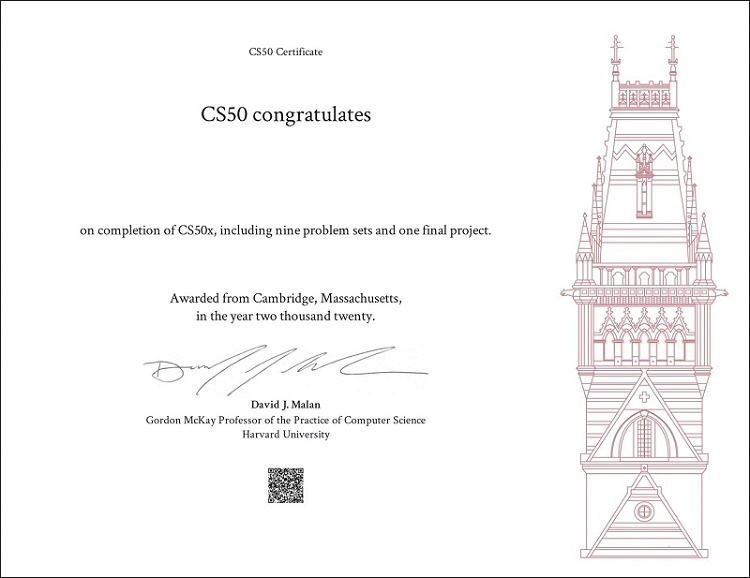 CS50 Certificate
CS50 congratulates
on completion of CS50x, including nine problem sets and one final project.
Awarded from Cambridge, Massachusetts,
in the year two thousand twenty.
David J. Malan
Gordon McKay Professor of the Practice of Computer Science
Harvard University